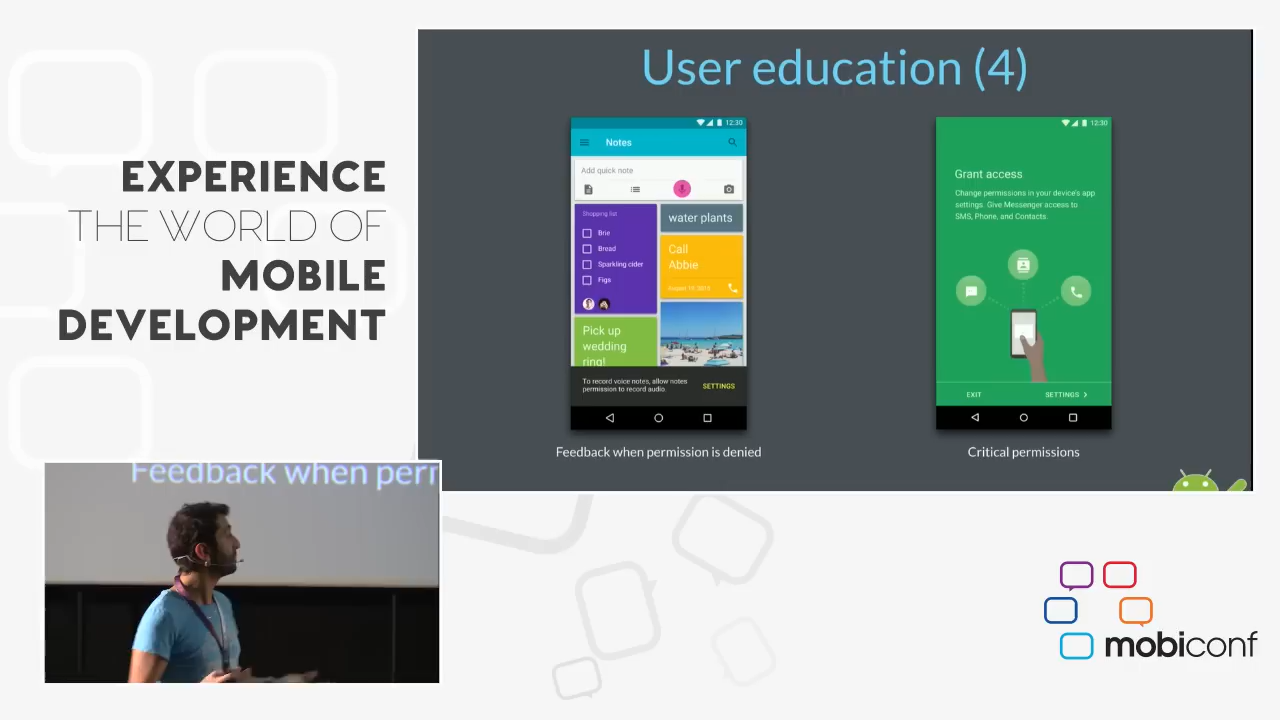 EXPERIENCE
THE WORLD OF
MOBILE
DEVELOPMENT
User education (4)
12:30
Notes
Add quick note
Shopping list
Brie
Bread
Sparkling cider
Figs
water plants
Call
Abbie
Pick up
wedding
ring!
To record voice notes, allow notes
permission to record audio.
SETTINGS
Feedback when permission is denied
12:30
Grant access
Change permissions in your device's app
settings. Give Messenger access to
SMS, Phone, and Contacts.
EXIT
SETTINGS
Critical permissions
Feedback when perm
mobiconf